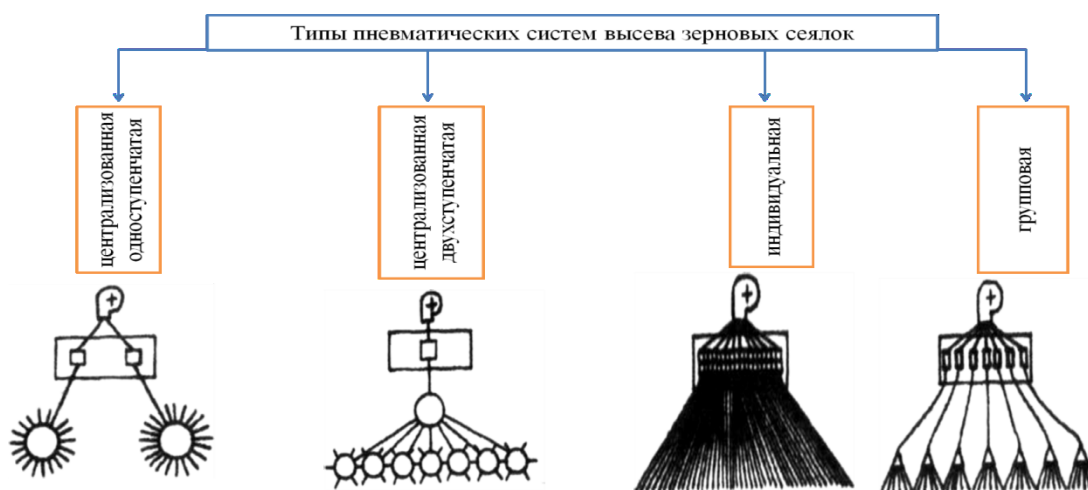 Типы пневматических систем высева зерновых сеялок
централизованная
одноступенчатая
централизованная
двухступенчатая
индивидуальная
групповая